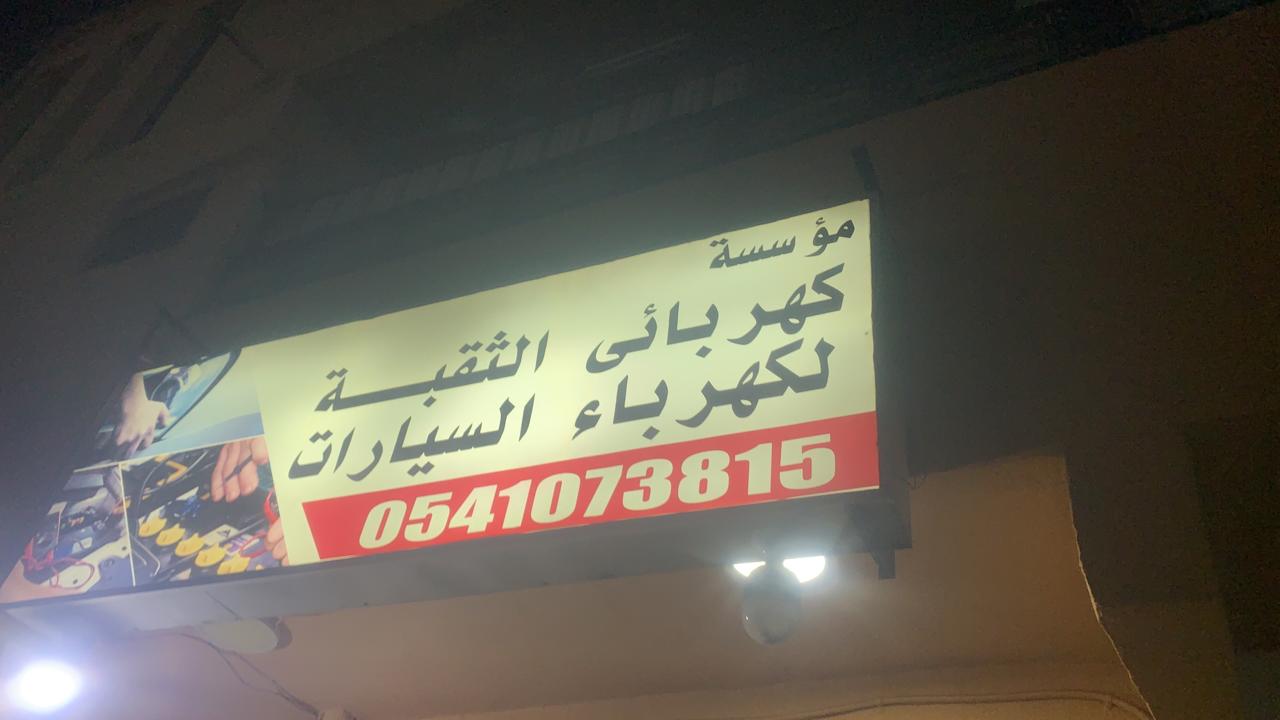 مؤسسة
كهربائى الثقبة
لكهرباء السيارات
0541073815